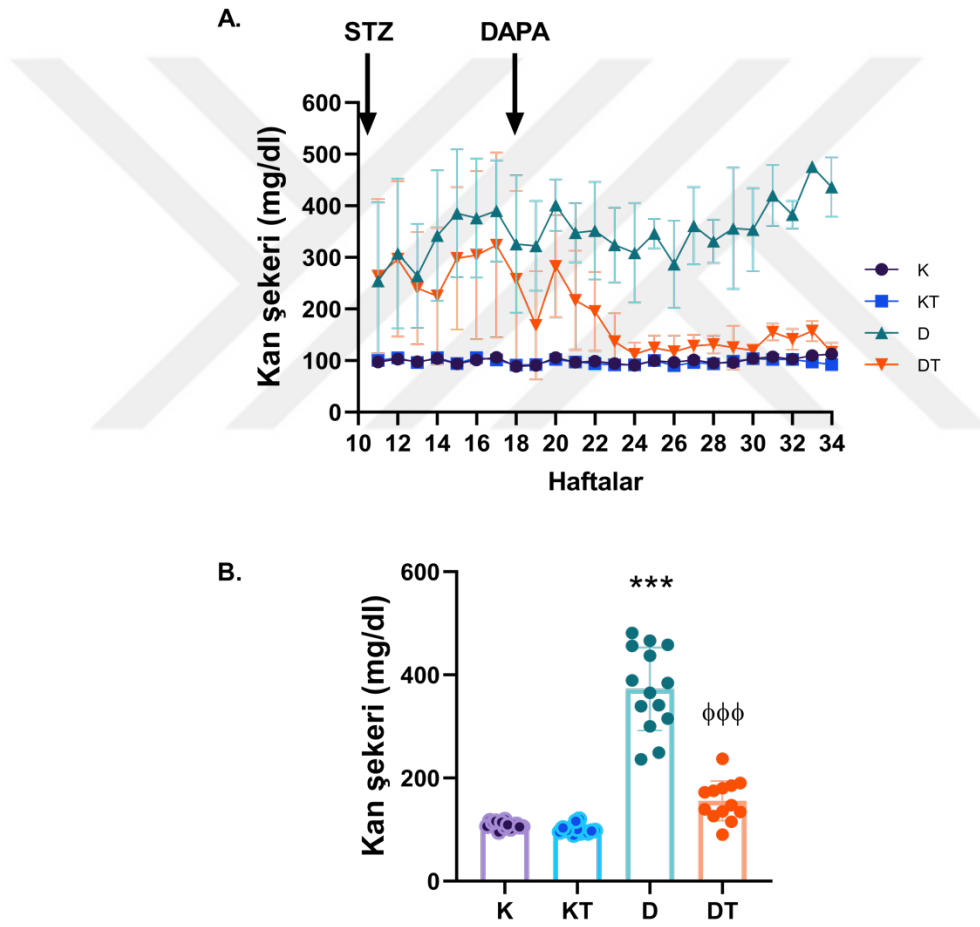 A.
STZ DAPA
Kan şekeri (mg/dl)
600
500
400
300
200
100
0
10 12 14 16 18 20 22 24 26 28 30 32 34
Haftalar
K
KT
D
DT
B.
Kan şekeri (mg/dl)
600
400
200
0
***
ϕϕϕ
K KT D DT